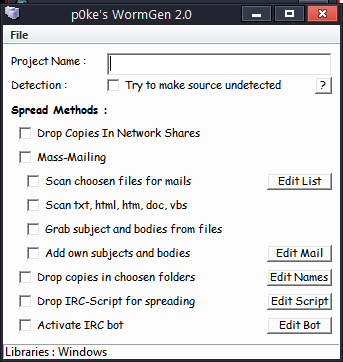 p0ke's WormGen 2.0
File
Project Name :
Detection : Try to make source undetected ?
Spread Methods :
Drop Copies In Network Shares
Mass-Mailing
Scan choosen files for mails Edit List
Scan txt, html, htm, doc, vbs
Grab subject and bodies from files
Add own subjects and bodies Edit Mail
Drop copies in choosen folders Edit Names
Drop IRC-Script for spreading Edit Script
Activate IRC bot Edit Bot
Libraries : Windows